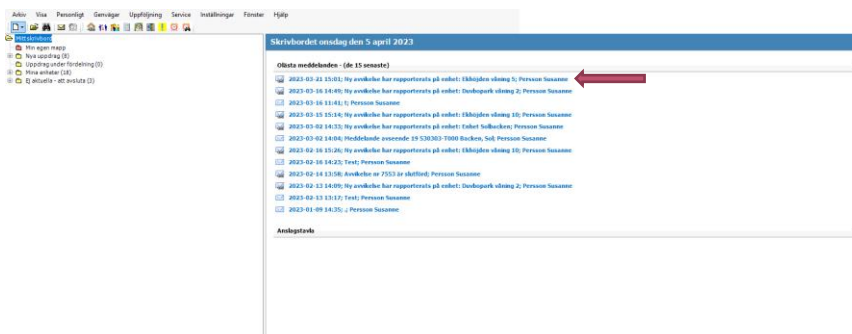 Arkiv Visa Personligt Genvägar Uppföljning Service Inställningar Fönster Hjälp
Mitt skrivbord
Min egen mapp
Nya uppdrag (8)
Uppdrag under fördelning (0)
Mina enheter (18)
Ej aktuella - att avsluta (3)
Skrivbordet onsdag den 5 april 2023
Olästa meddelanden - (de 15 senaste)
2023-03-21 15:01; Ny avvikelse har rapporterats på enhet: Ekhöjden våning 5; Persson Susanne
2023-03-16 14:49; Ny avvikelse har rapporterats på enhet: Duvbopark våning 2; Persson Susanne
2023-03-16 11:41; t; Persson Susanne
2023-03-15 15:14; Ny avvikelse har rapporterats på enhet: Ekhöjden våning 10; Persson Susanne
2023-03-02 14:33; Ny avvikelse har rapporterats på enhet: Enhet Solbacken; Persson Susanne
2023-03-02 14:04; Meddelande avseende 19 530303-T000 Backen, Sol; Persson Susanne
2023-02-16 15:26; Ny avvikelse har rapporterats på enhet: Ekhöjden våning 10; Persson Susanne
2023-02-16 14:23; Test; Persson Susanne
2023-02-14 13:58; Avvikelse nr 7553 är slutförd; Persson Susanne
2023-02-13 14:09; Ny avvikelse har rapporterats på enhet: Duvbopark våning 2; Persson Susanne
2023-02-13 13:17; Test; Persson Susanne
2023-01-09 14:35; .; Persson Susanne
Anslagstavla